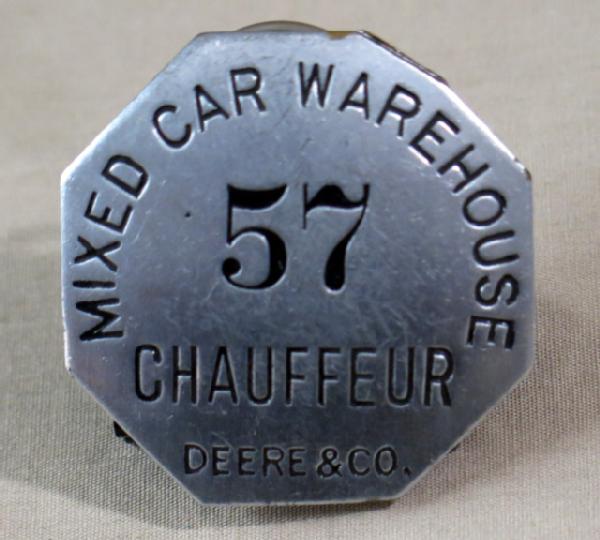 MIXED CAR WAREHOUSE
57
CHAUFFEUR
DEERE & CO.